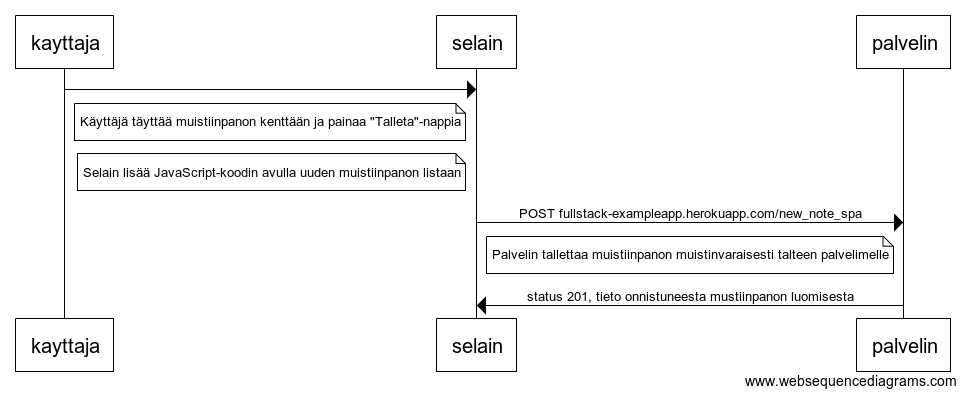 kayttaja
selain
palvelin
Käyttäjä täyttää muistiinpanon kenttään ja painaa "Talleta"-nappia
Selain lisää JavaScript-koodin avulla uuden muistiinpanon listaan
POST fullstack-exampleapp.herokuapp.com/new_note_spa
Palvelin tallettaa muistiinpanon muistinvaraisesti talteen palvelimelle
status 201, tieto onnistuneesta mustiinpanon luomisesta
kayttaja
selain
palvelin
www.websequencediagrams.com